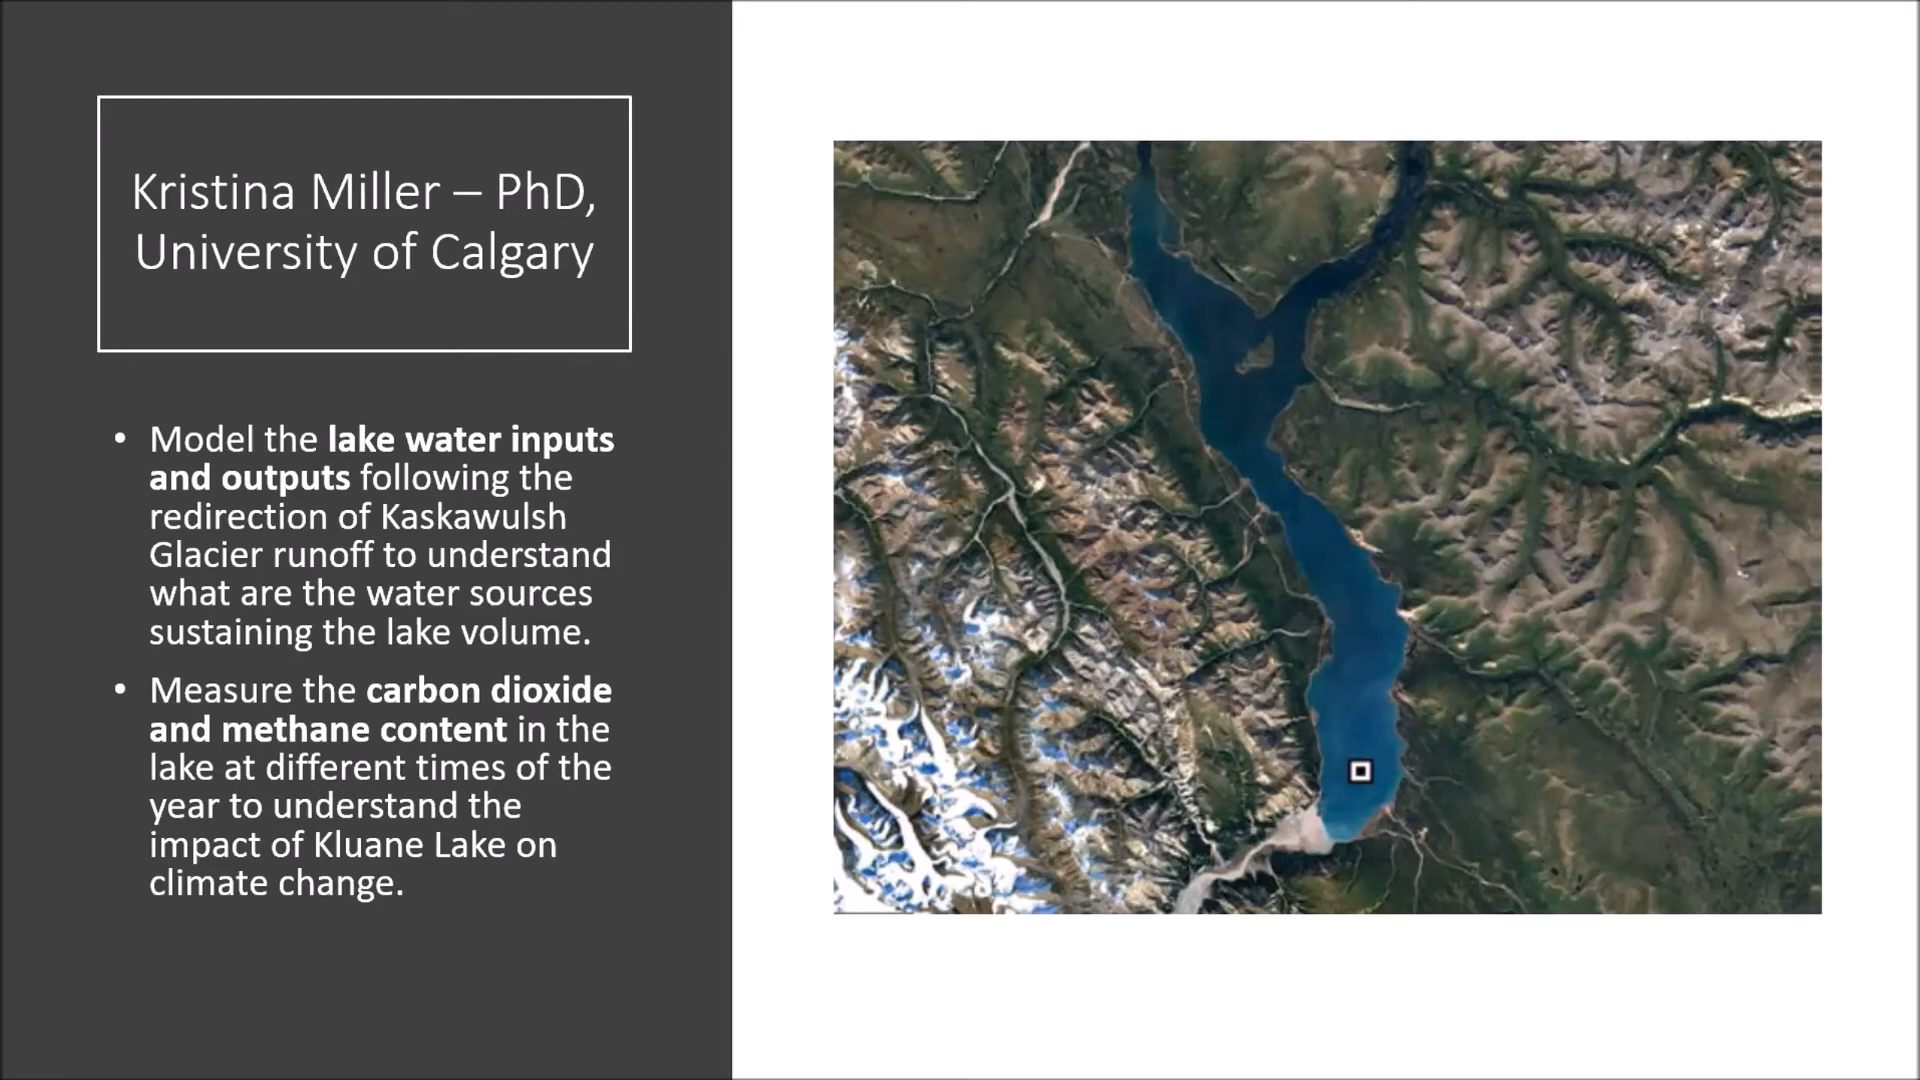 Kristina Miller – PhD,
University of Calgary
• Model the lake water inputs
and outputs following the
redirection of Kaskawulsh
Glacier runoff to understand
what are the water sources
sustaining the lake volume.
• Measure the carbon dioxide
and methane content in the
lake at different times of the
year to understand the
impact of Kluane Lake on
climate change.